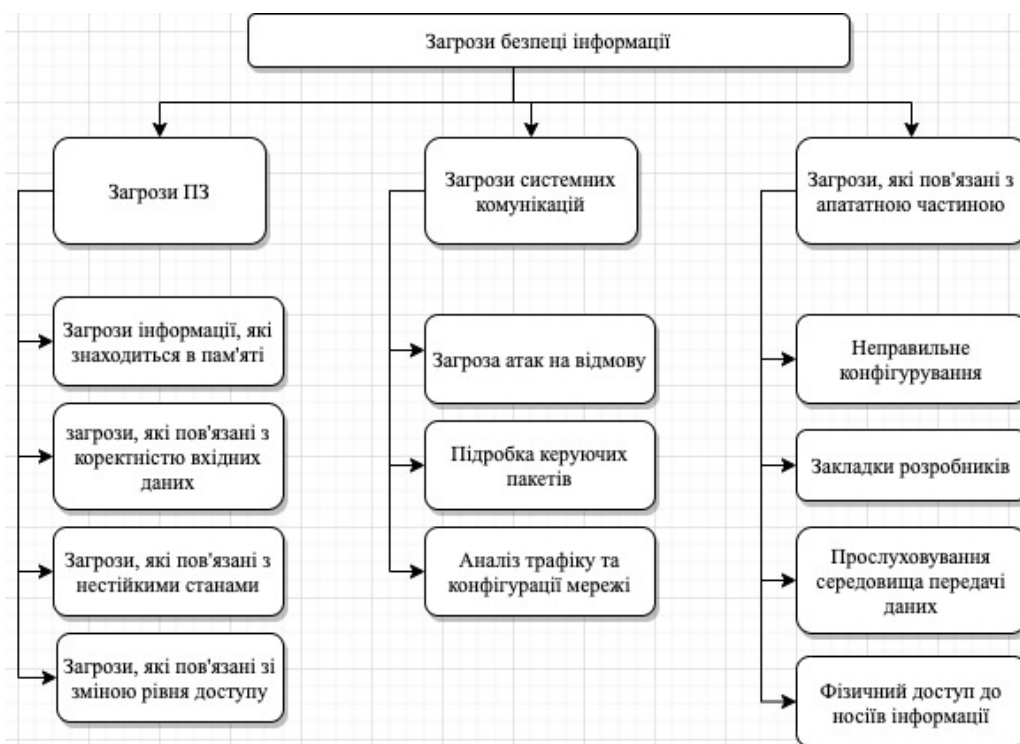 Загрози безпеці інформації
Загрози ПЗ
Загрози системних
комунікацій
Загрози, які пов'язані з
апататною частиною
Загрози інформації, які
знаходиться в пам'яті
загрози, які пов'язані з
коректністю вхідних
даних
Загрози, які пов'язані з
нестійкими станами
Загрози, які пов'язані зі
зміною рівня доступу
Загроза атак на відмову
Підробка керуючих
пакетів
Аналіз трафіку та
конфігурації мережі
Неправильне
конфігурування
Закладки розробників
Прослуховування
середовища передачі
даних
Фізичний доступ до
носіїв інформації